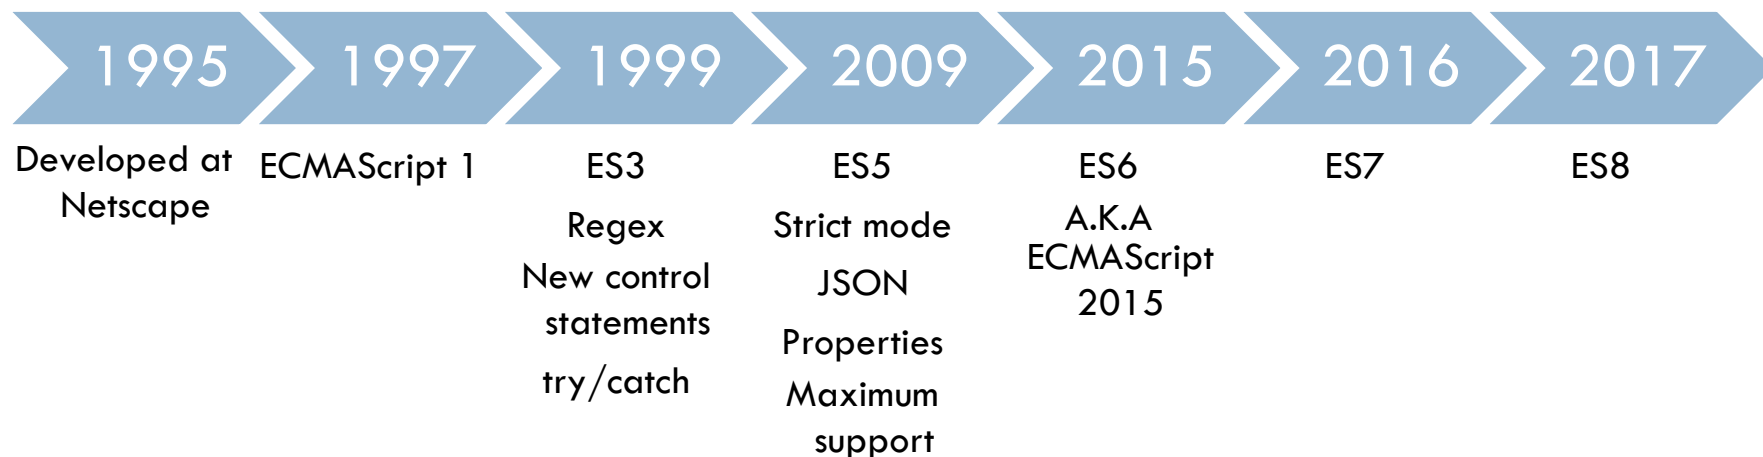 1995 1997 1999 2009 2015 2016 2017
Developed at
Netscape
ECMAScript 1
ES3
Regex
New control
statements
try/catch
ES5
Strict mode
JSON
Properties
Maximum
support
ES6
A.K.A
ECMAScript
2015
ES7
ES8